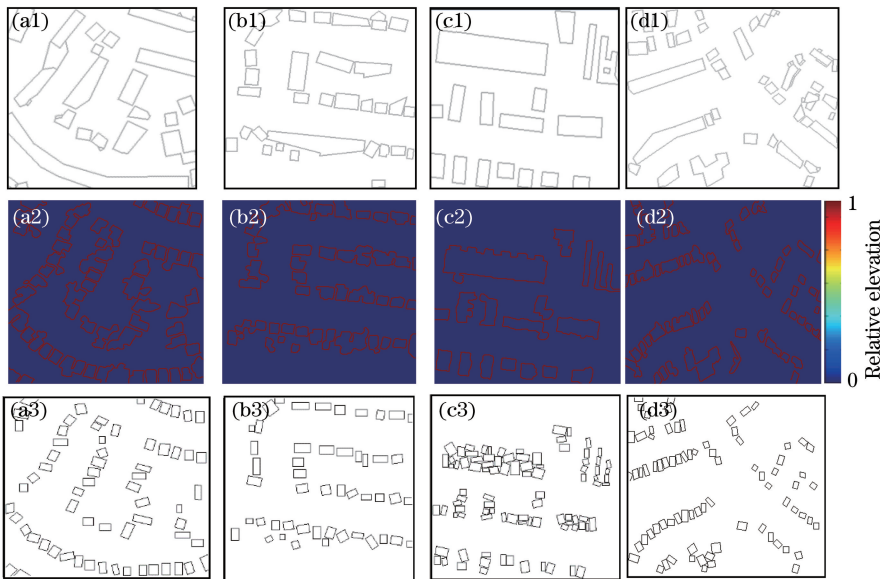 (a1)
(b1)
(c1)
(d1)
(a2)
(b2)
(c2)
(d2)
1
Relative elevation
0
(a3)
(b3)
(c3)
(d3)